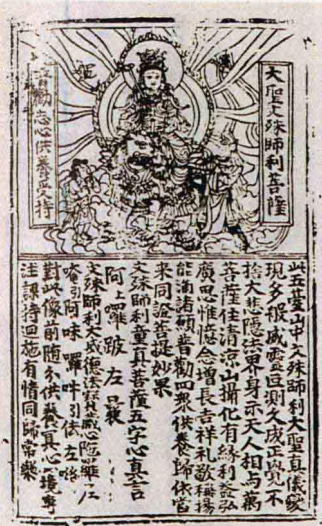 大聖文殊師利菩薩
普勸志心供養受持
此五臺山中文殊師利大聖真儀變
現多般威靈叵測久成正覺不
捨大悲隱法界身示天人相与萬
菩薩住清涼山攝化有緣利益弘
廣思惟憶念增長吉祥礼敬稱揚
能滿諸願普勸四眾供養歸依當
來同證菩提妙果
文殊師利童真菩薩五字心真言
阿上囉跛左曩
文殊師利大威德法寶藏心陀羅尼
唵引阿味囉吽引佉左洛
對此像前隨分供養冥心一境專
注課持迴施有情同歸常樂